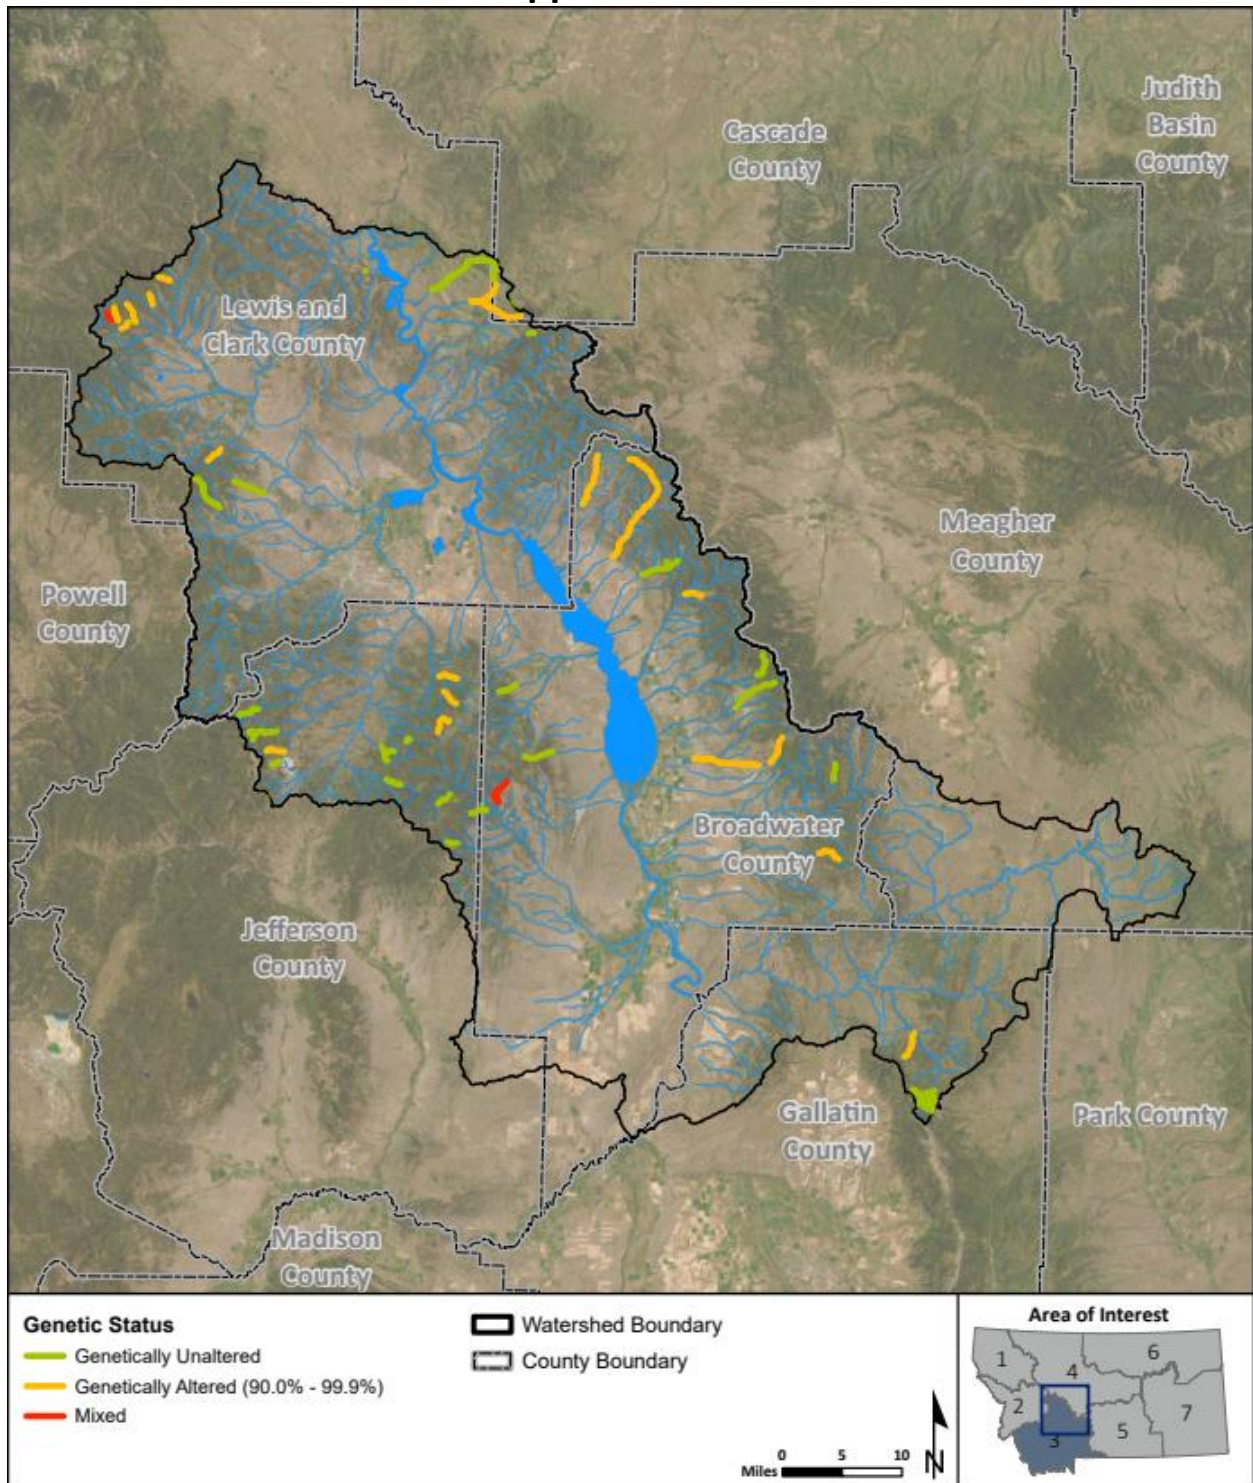 Cascade
County
Judith
Basin
County
Lewis and
Clark County
Meagher
County
Powell
County
Broadwater
County
Jefferson
County
Gallatin
County
Park County
Madison
County
Genetic Status
Genetically Unaltered
Genetically Altered (90.0% - 99.9%)
Mixed
Watershed Boundary
County Boundary
0 5 10
Miles
N
Area of Interest
1
2
3
4
5
6
7